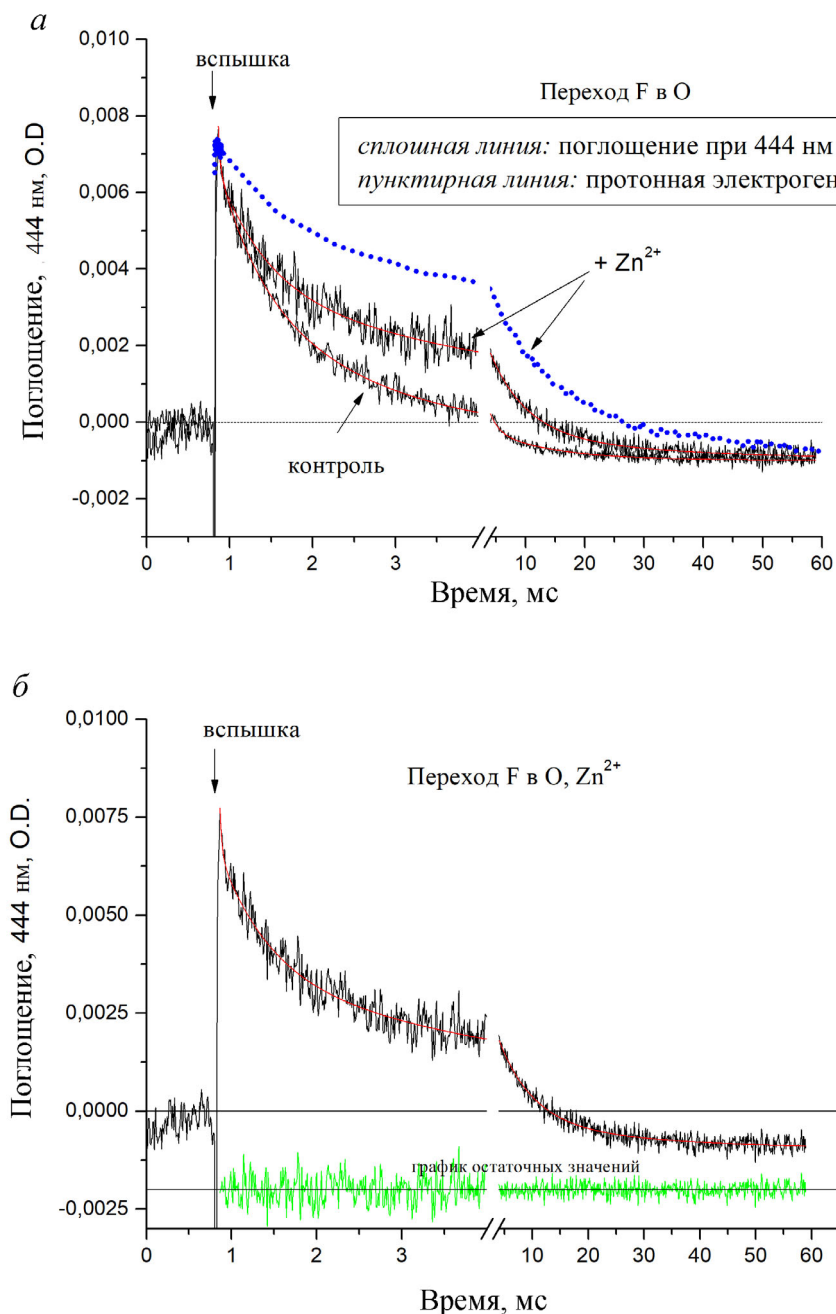 а
0,010
0,008
0,006
0,004
0,002
0,000
-0,002
Поглощение, 444 нм, O.D
вспышка
Переход F в O
сплошная линия: поглощение при 444 нм
пунктирная линия: протонная электроген
+ Zn²⁺
контроль
0 1 2 3 10 20 30 40 50 60
Время, мс
б
0,0100
0,0075
0,0050
0,0025
0,0000
-0,0025
Поглощение, 444 нм, O.D.
вспышка
Переход F в O, Zn²⁺
график остаточных значений
0 1 2 3 10 20 30 40 50 60
Время, мс